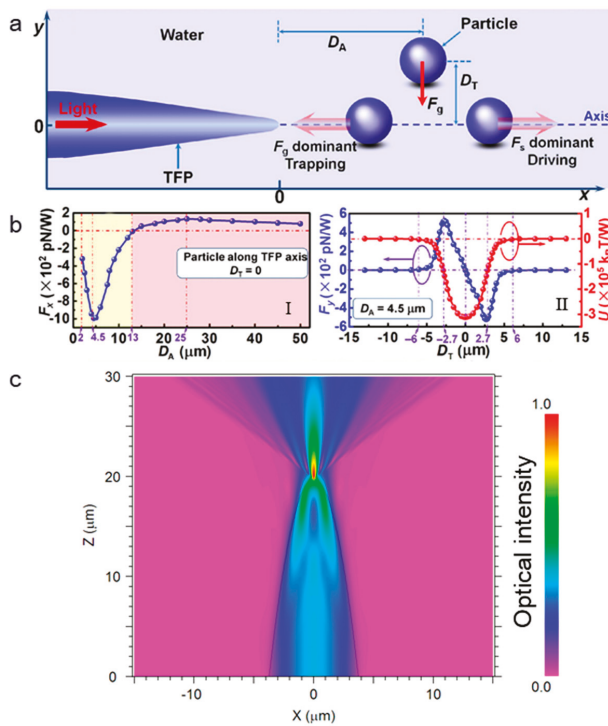 a
y
Water
D_A
Particle
D_T
F_g
Light
0
Axis
F_g dominant
Trapping
F_s dominant
Driving
TFP
0
x
b
F_x (×10² pN/W)
2
0
-2
-4
-6
-8
-10
Particle along TFP axis
D_T = 0
I
0 10 20 30 40 50
2 4.5 13 25
D_A (μm)
F_y (×10² pN/W)
6
4
2
0
-2
-4
-6
D_A = 4.5 μm
II
-10 -5 0 5 10
-6 -2.7 2.7 6
D_T (μm)
1
0
-1
-2
-3
U (×10⁵ k_BT/W)
c
30
20
10
0
Z (μm)
-10 0 10
X (μm)
1.0
Optical intensity
0.0